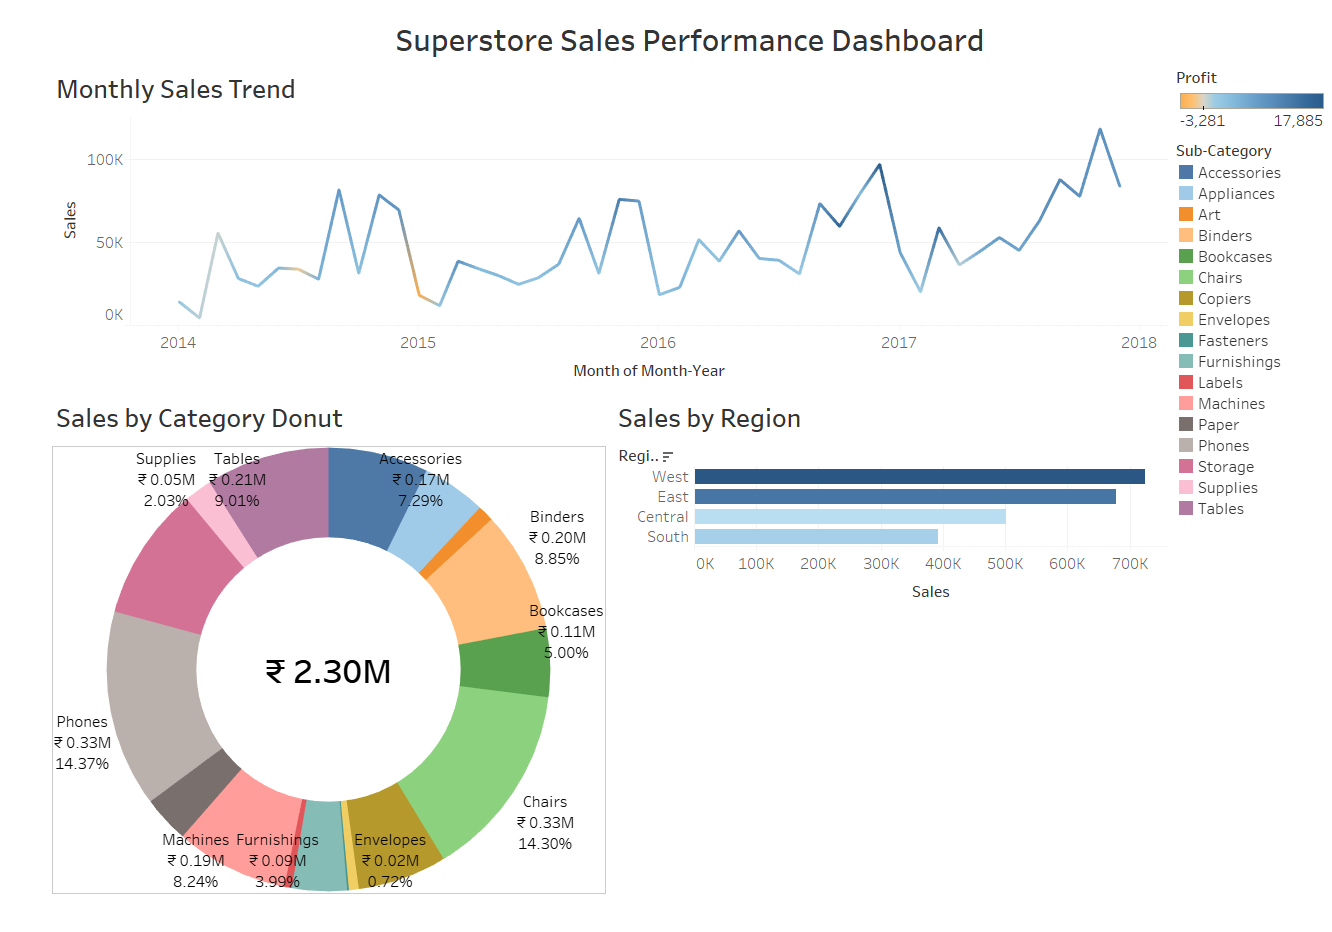 Superstore Sales Performance Dashboard
Monthly Sales Trend
100K
50K
0K
Sales
2014 2015 2016 2017 2018
Month of Month-Year
Profit
-3,281 17,885
Sub-Category
Accessories
Appliances
Art
Binders
Bookcases
Chairs
Copiers
Envelopes
Fasteners
Furnishings
Labels
Machines
Paper
Phones
Storage
Supplies
Tables
Sales by Category Donut
Supplies
₹ 0.05M
2.03%
Tables
₹ 0.21M
9.01%
Accessories
₹ 0.17M
7.29%
Binders
₹ 0.20M
8.85%
Bookcases
₹ 0.11M
5.00%
₹ 2.30M
Phones
₹ 0.33M
14.37%
Chairs
₹ 0.33M
14.30%
Machines
₹ 0.19M
8.24%
Furnishings
₹ 0.09M
3.99%
Envelopes
₹ 0.02M
0.72%
Sales by Region
Regi..
West
East
Central
South
0K 100K 200K 300K 400K 500K 600K 700K
Sales